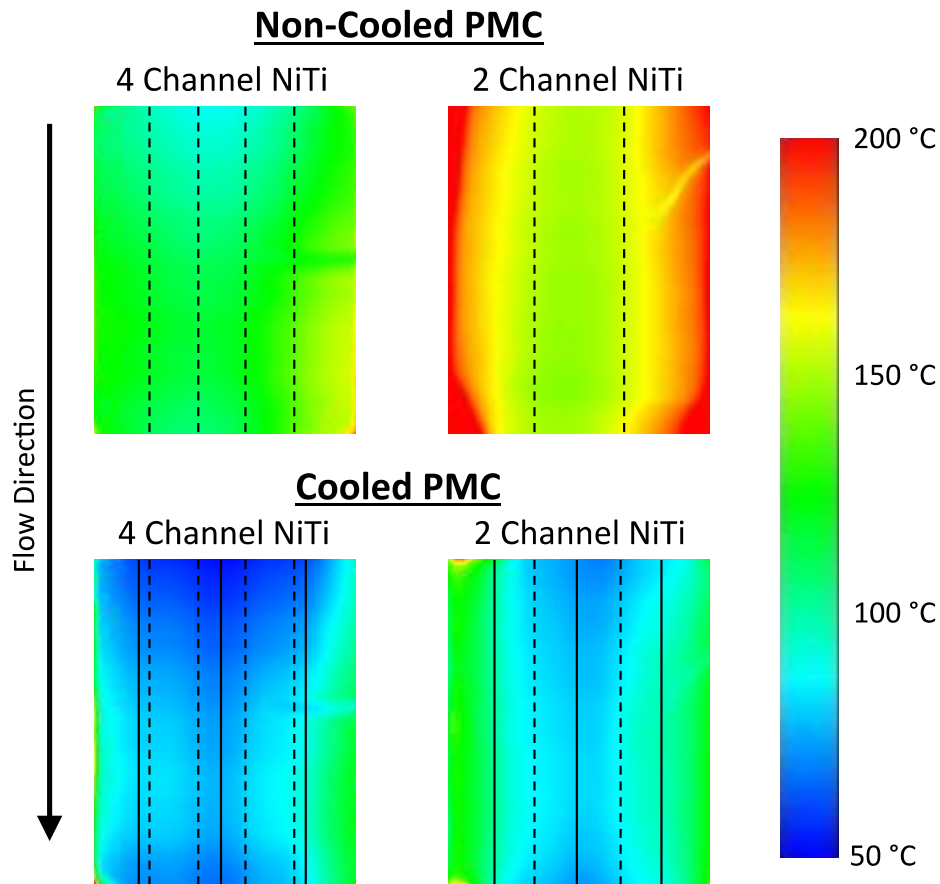 Non-Cooled PMC
4 Channel NiTi
2 Channel NiTi
200 °C
150 °C
100 °C
50 °C
Flow Direction
Cooled PMC
4 Channel NiTi
2 Channel NiTi